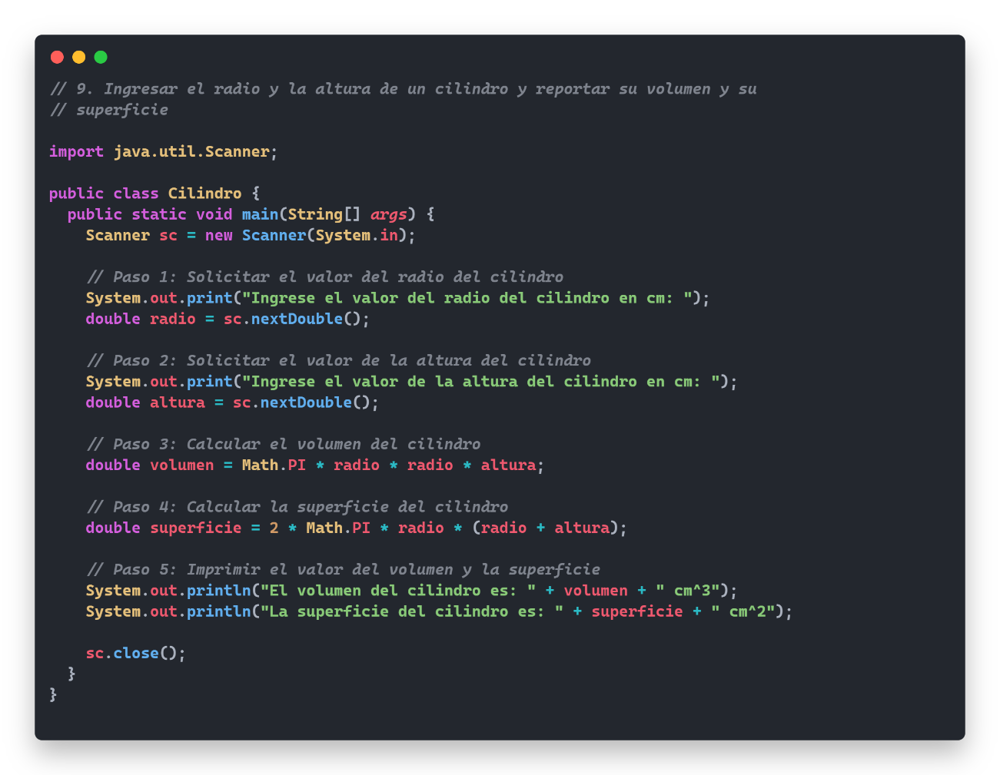 // 9. Ingresar el radio y la altura de un cilindro y reportar su volumen y su
// superficie
import java.util.Scanner;
public class Cilindro {
public static void main(String[] args) {
Scanner sc = new Scanner(System.in);
// Paso 1: Solicitar el valor del radio del cilindro
System.out.print("Ingrese el valor del radio del cilindro en cm: ");
double radio = sc.nextDouble();
// Paso 2: Solicitar el valor de la altura del cilindro
System.out.print("Ingrese el valor de la altura del cilindro en cm: ");
double altura = sc.nextDouble();
// Paso 3: Calcular el volumen del cilindro
double volumen = Math.PI * radio * radio * altura;
// Paso 4: Calcular la superficie del cilindro
double superficie = 2 * Math.PI * radio * (radio + altura);
// Paso 5: Imprimir el valor del volumen y la superficie
System.out.println("El volumen del cilindro es: " + volumen + " cm^3");
System.out.println("La superficie del cilindro es: " + superficie + " cm^2");
sc.close();
}
}